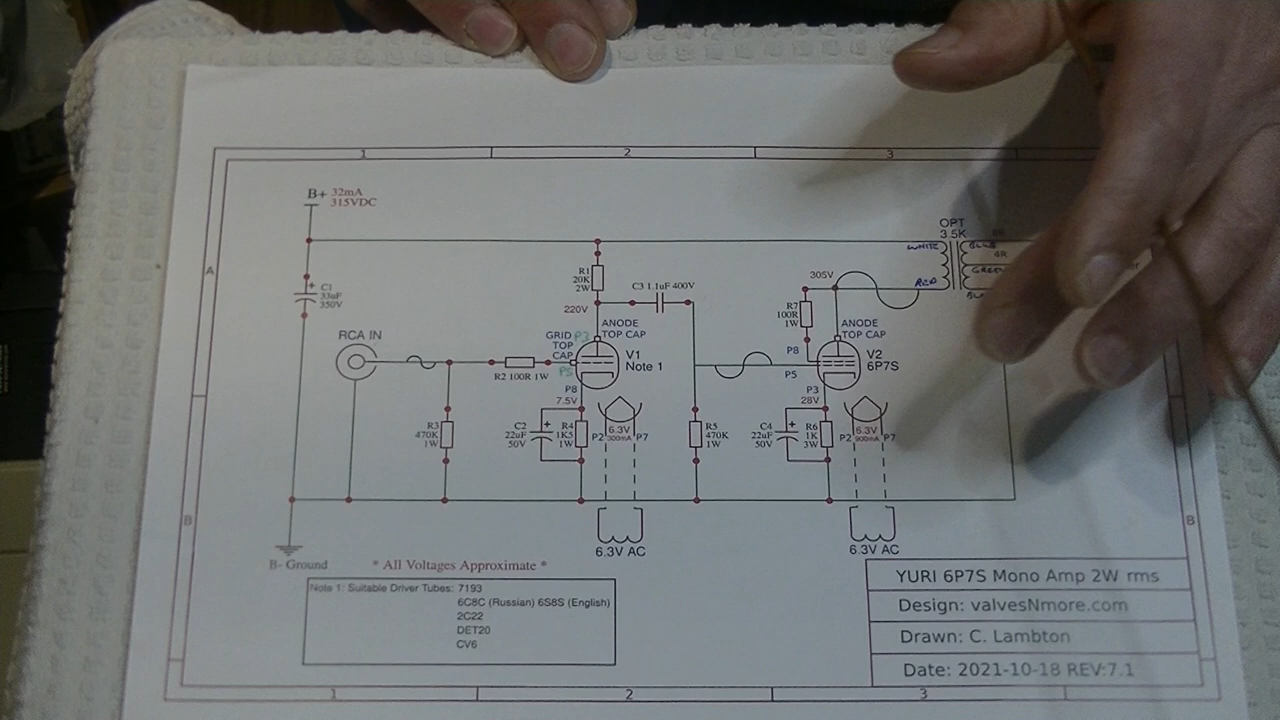 1
2
3
A
A
B
B
B+ 32mA
315VDC
C1
33uF
350V
RCA IN
R3
470K
1W
R2 100R 1W
R1
20K
2W
220V
C3 1.1uF 400V
GRID P3
TOP
CAP
P5
ANODE
TOP CAP
V1
Note 1
P8
7.5V
C2
22uF
50V
R4
1K5
1W
6.3V
300mA
P2 P7
6.3V AC
R5
470K
1W
305V
R7
100R
1W
P8
P5
ANODE
TOP CAP
V2
6P7S
P3
28V
C4
22uF
50V
R6
1K
3W
6.3V
900mA
P2 P7
6.3V AC
OPT
3.5K
WHITE
RED
4R
GREEN
B- Ground
* All Voltages Approximate *
Note 1: Suitable Driver Tubes: 7193
6C8C (Russian) 6S8S (English)
2C22
DET20
CV6
YURI 6P7S Mono Amp 2W rms
Design: valvesNmore.com
Drawn: C. Lambton
Date: 2021-10-18 REV:7.1
1
2
3